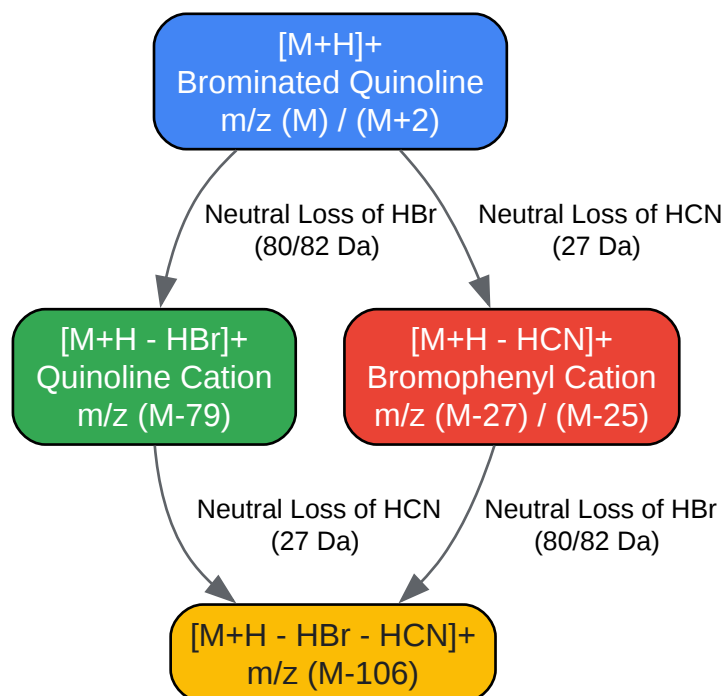 [M+H]+
Brominated Quinoline
m/z (M) / (M+2)
Neutral Loss of HBr
(80/82 Da)
Neutral Loss of HCN
(27 Da)
[M+H - HBr]+
Quinoline Cation
m/z (M-79)
[M+H - HCN]+
Bromophenyl Cation
m/z (M-27) / (M-25)
Neutral Loss of HCN
(27 Da)
Neutral Loss of HBr
(80/82 Da)
[M+H - HBr - HCN]+
m/z (M-106)